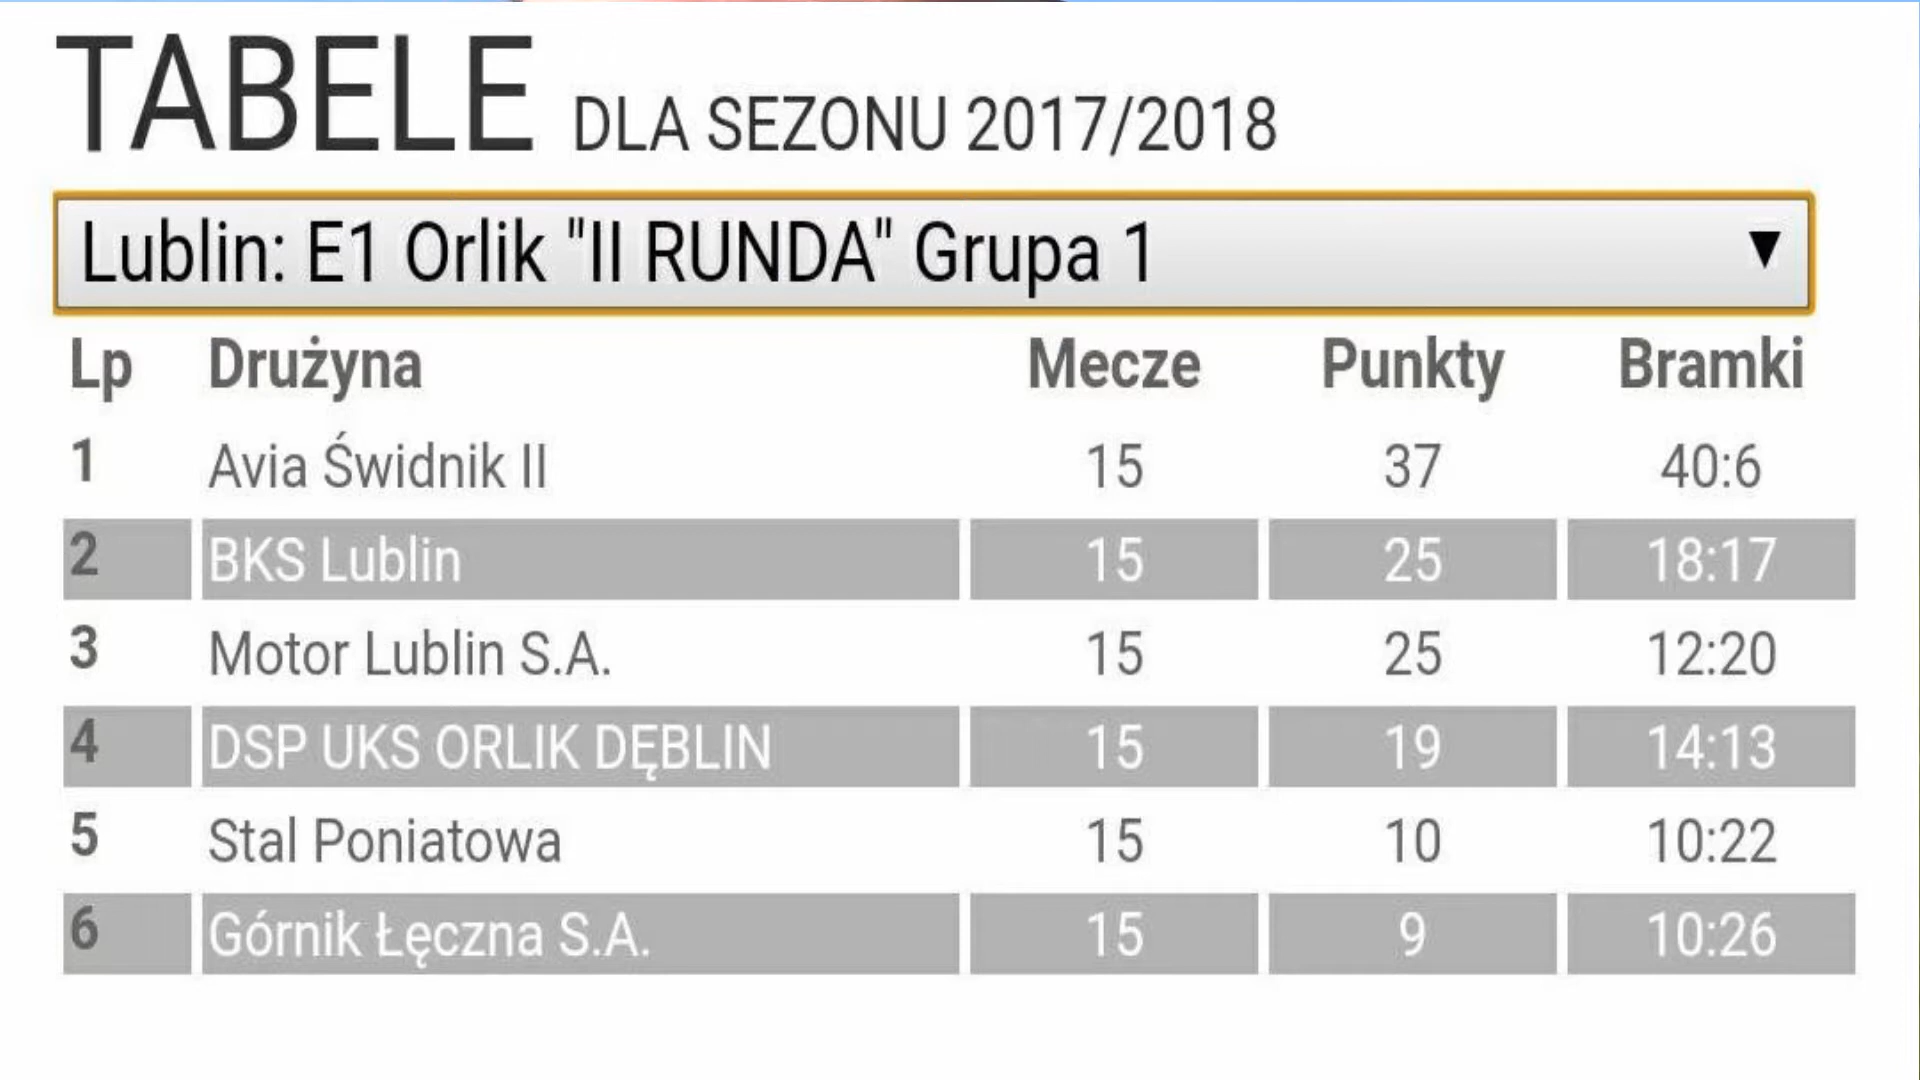 TABELE DLA SEZONU 2017/2018
Lublin: E1 Orlik "II RUNDA" Grupa 1
Lp Drużyna Mecze Punkty Bramki
1 Avia Świdnik II 15 37 40:6
2 BKS Lublin 15 25 18:17
3 Motor Lublin S.A. 15 25 12:20
4 DSP UKS ORLIK DĘBLIN 15 19 14:13
5 Stal Poniatowa 15 10 10:22
6 Górnik Łęczna S.A. 15 9 10:26